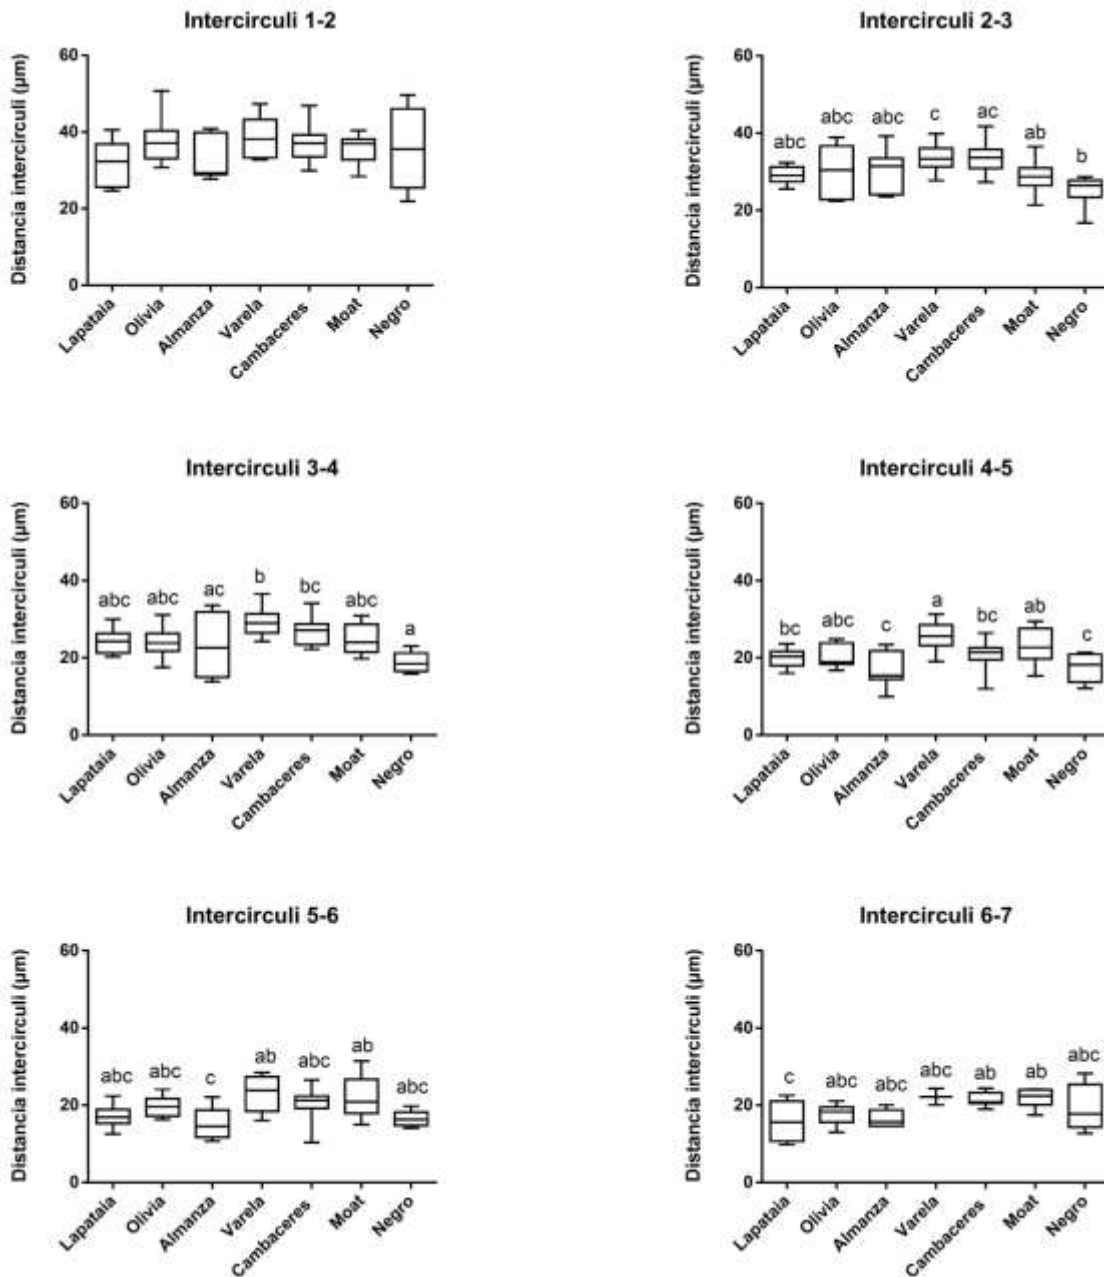 Intercirculi 1-2
Distancia intercirculi (µm)
60
40
20
0
Lapataia
Olivia
Almanza
Varela
Cambaceres
Moat
Negro
Intercirculi 2-3
Distancia intercirculi (µm)
60
40
20
0
abc
abc
abc
c
ac
ab
b
Lapataia
Olivia
Almanza
Varela
Cambaceres
Moat
Negro
Intercirculi 3-4
Distancia intercirculi (µm)
60
40
20
0
abc
abc
ac
b
bc
abc
a
Lapataia
Olivia
Almanza
Varela
Cambaceres
Moat
Negro
Intercirculi 4-5
Distancia intercirculi (µm)
60
40
20
0
bc
abc
c
a
bc
ab
c
Lapataia
Olivia
Almanza
Varela
Cambaceres
Moat
Negro
Intercirculi 5-6
Distancia intercirculi (µm)
60
40
20
0
abc
abc
c
ab
abc
ab
abc
Lapataia
Olivia
Almanza
Varela
Cambaceres
Moat
Negro
Intercirculi 6-7
Distancia intercirculi (µm)
60
40
20
0
c
abc
abc
abc
ab
ab
abc
Lapataia
Olivia
Almanza
Varela
Cambaceres
Moat
Negro